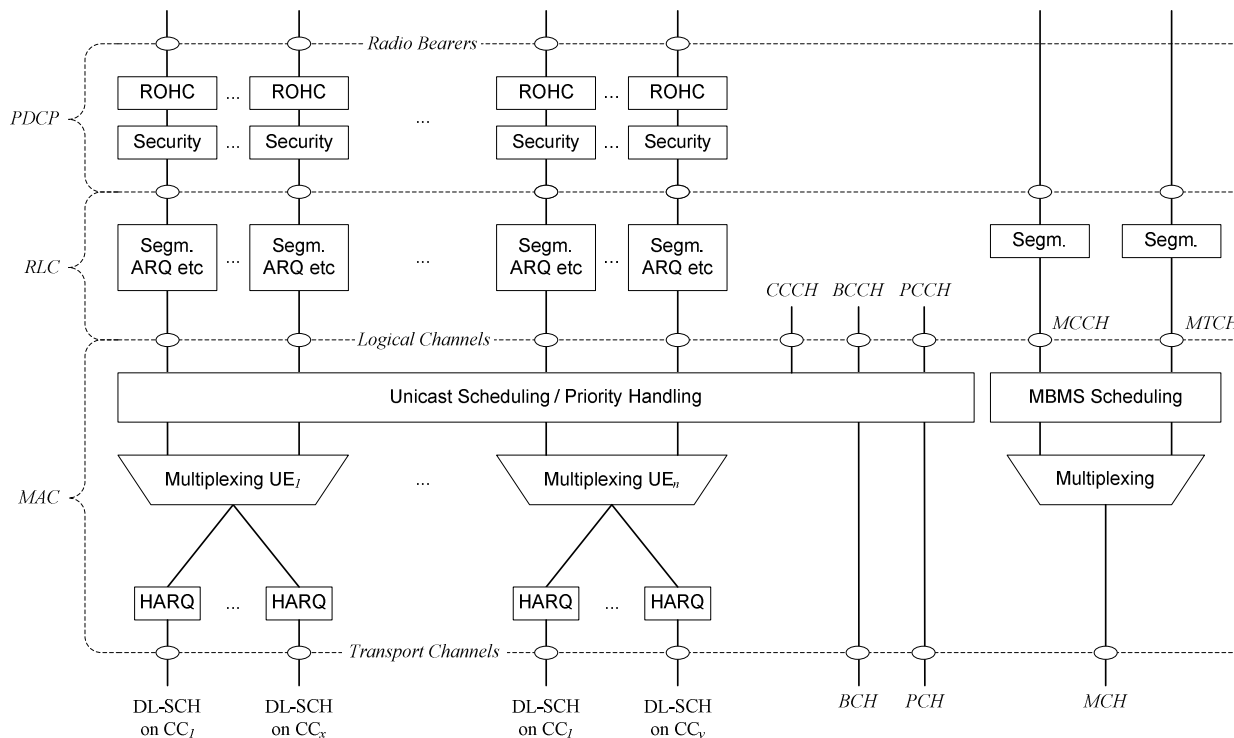 Radio Bearers
ROHC ... ROHC ROHC ... ROHC
PDCP ...
Security ... Security Security ... Security
Segm. ARQ etc ... Segm. ARQ etc ... Segm. ARQ etc ... Segm. ARQ etc Segm. Segm.
RLC
CCCH BCCH PCCH
MCCH MTCH
Logical Channels
Unicast Scheduling / Priority Handling MBMS Scheduling
Multiplexing UE1 ... Multiplexing UEn Multiplexing
MAC
HARQ ... HARQ HARQ ... HARQ
Transport Channels
DL-SCH DL-SCH DL-SCH DL-SCH BCH PCH MCH
on CC1 on CCx on CC1 on CCy